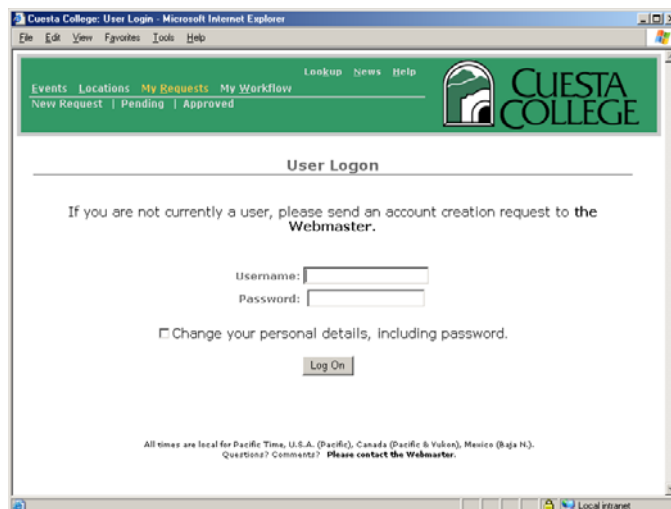 Cuesta College: User Login - Microsoft Internet Explorer
File Edit View Favorites Tools Help
Lookup News Help
Events Locations My Requests My Workflow
New Request | Pending | Approved
CUESTA
COLLEGE
User Logon
If you are not currently a user, please send an account creation request to the
Webmaster.
Username:
Password:
Change your personal details, including password.
Log On
All times are local for Pacific Time, U.S.A. (Pacific), Canada (Pacific & Yukon), Mexico (Baja N.).
Questions? Comments? Please contact the Webmaster.
Local intranet